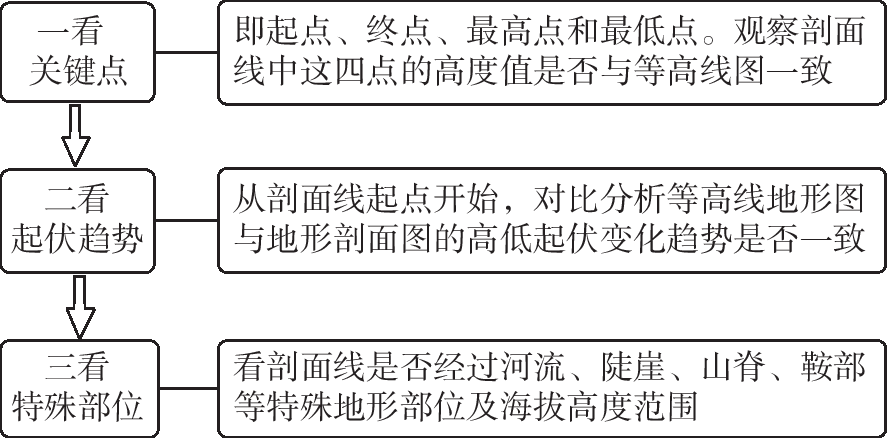 一看
关键点
即起点、终点、最高点和最低点。观察剖面
线中这四点的高度值是否与等高线图一致
二看
起伏趋势
从剖面线起点开始，对比分析等高线地形图
与地形剖面图的高低起伏变化趋势是否一致
三看
特殊部位
看剖面线是否经过河流、陡崖、山脊、鞍部
等特殊地形部位及海拔高度范围